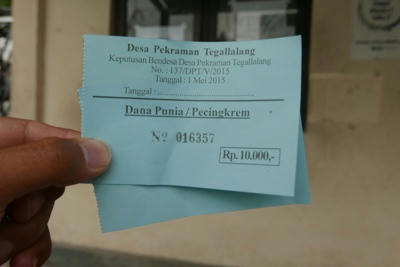 Desa Pekraman Tegallalang
Keputusan Bendesa Desa Pekraman Tegallalang
No. : 137/DPT/V/2015
Tanggal : 1 Mei 2015
Tanggal : ........................................
Dana Punia / Pecingkrem
Nº 016357
Rp. 10.000,-